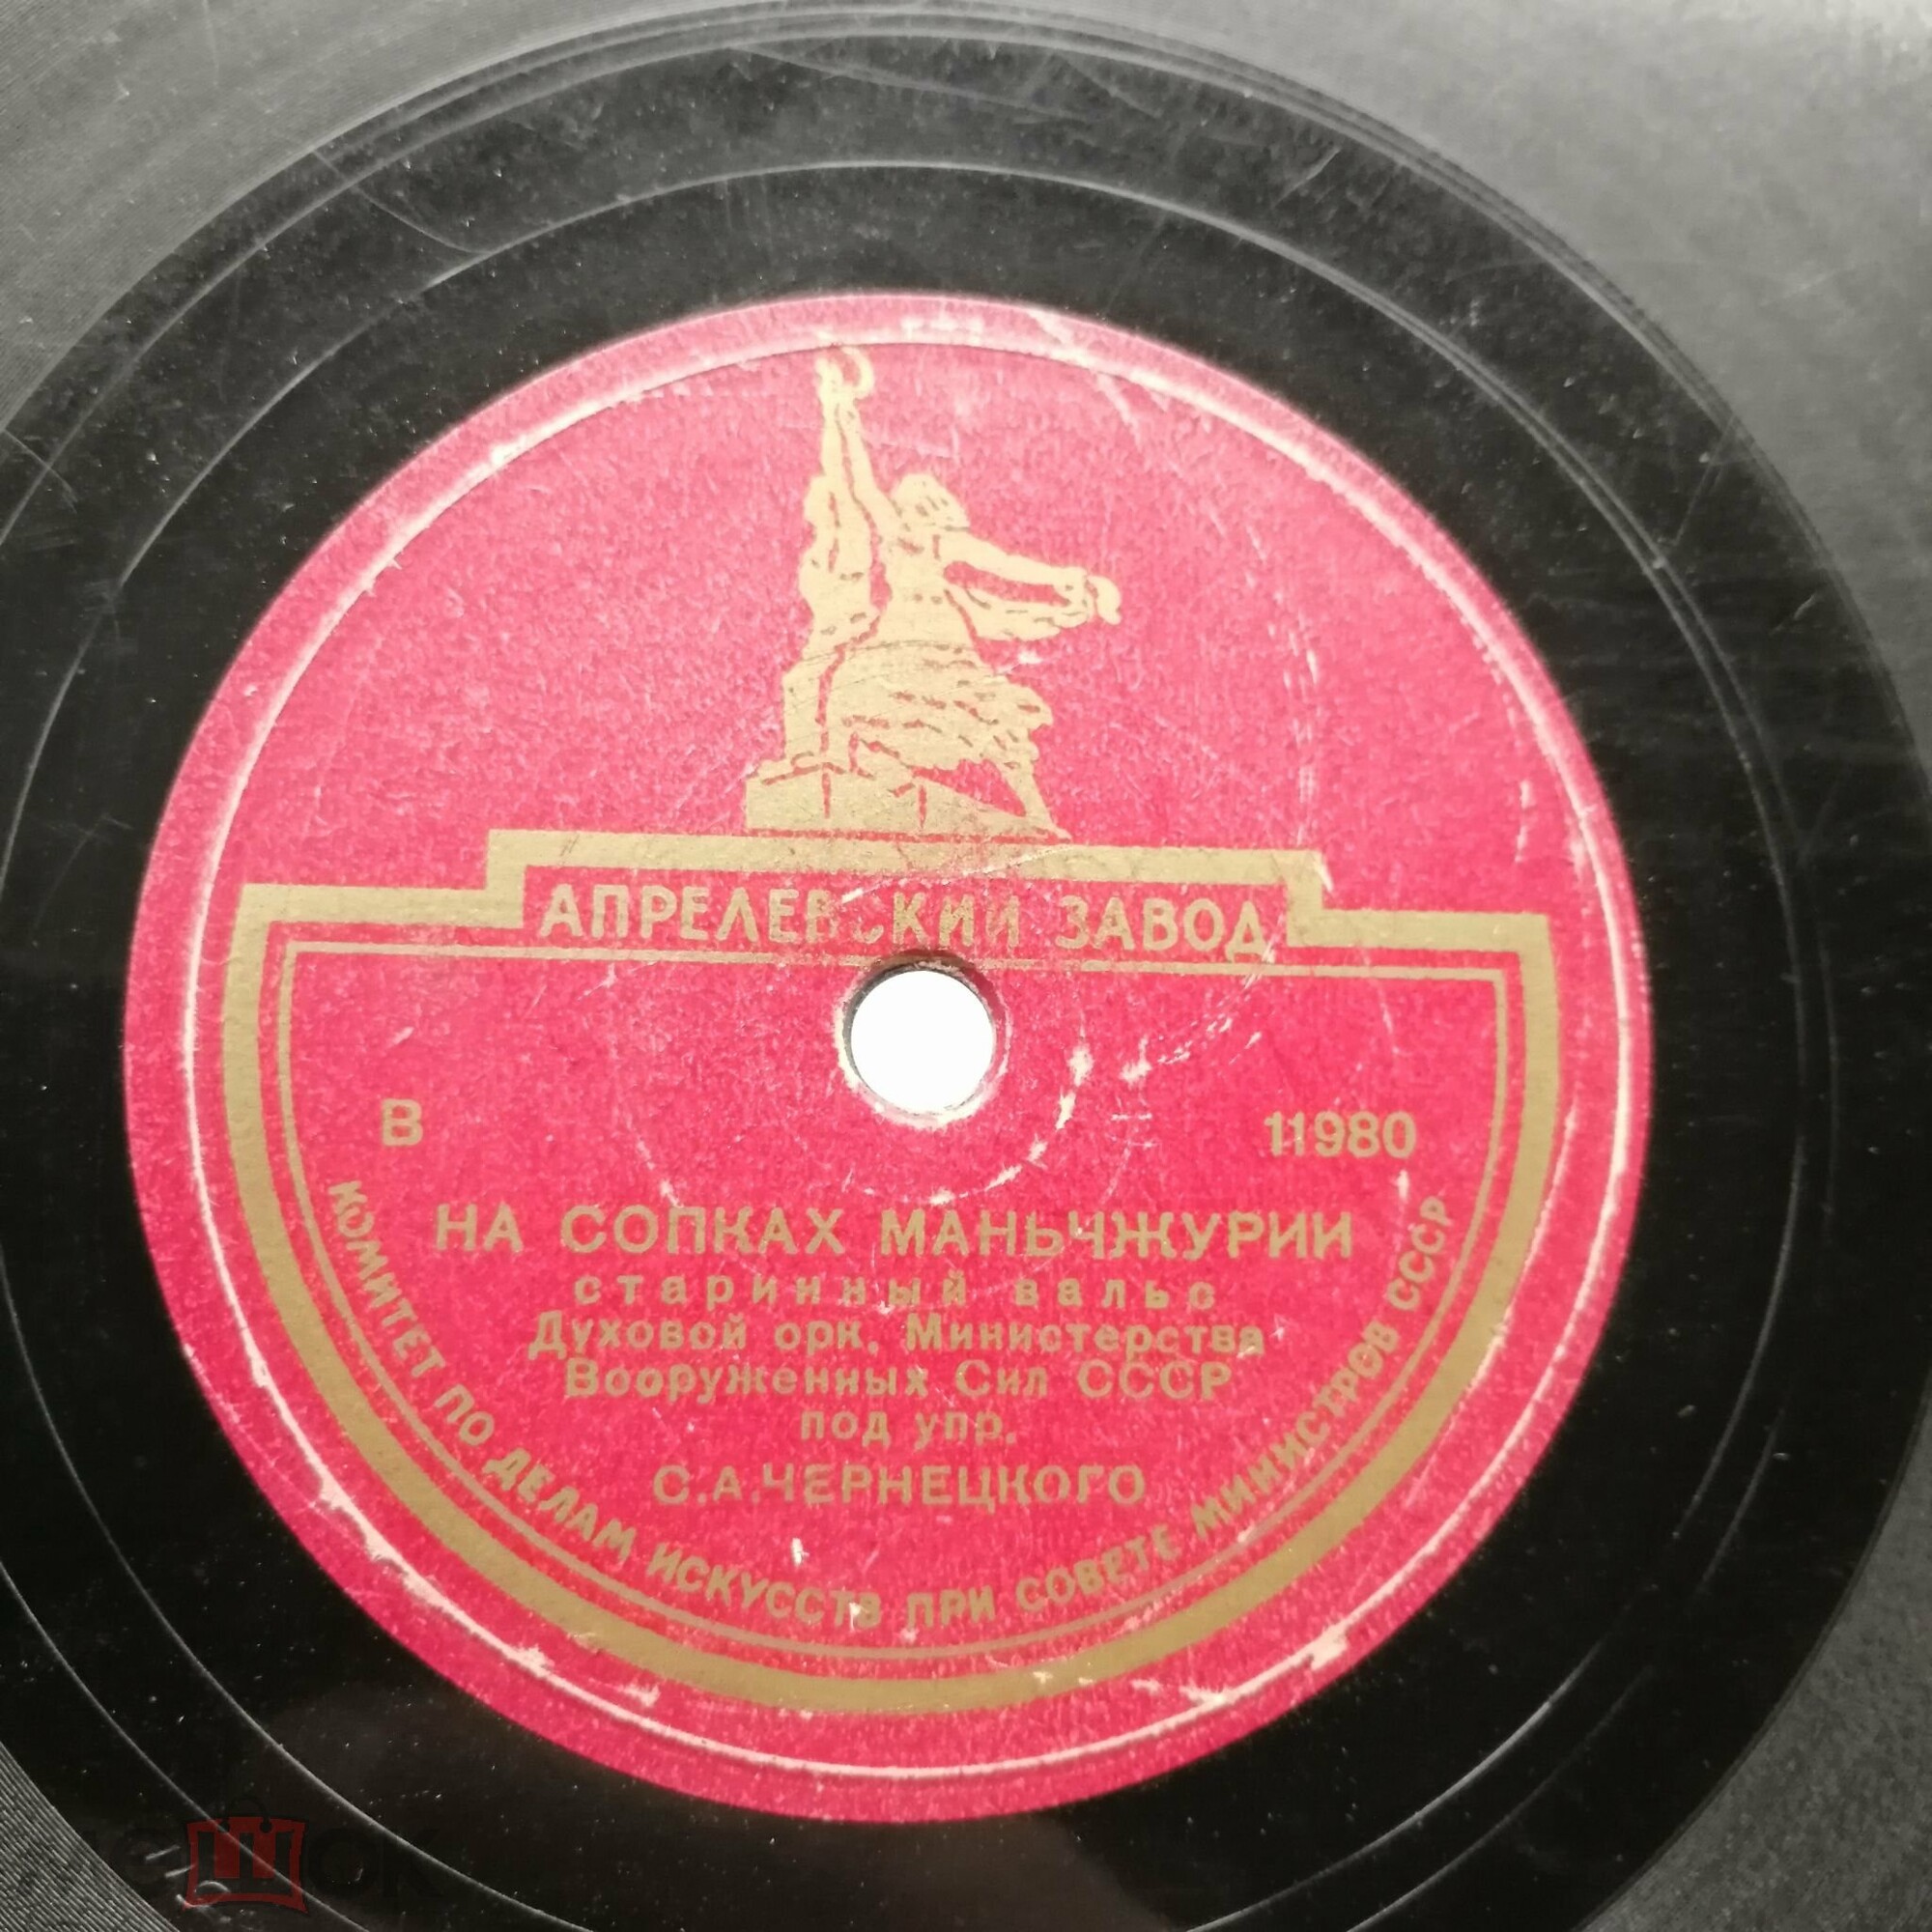 АПРЕЛЕВСКИЙ ЗАВОД
В 11980
НА СОПКАХ МАНЬЧЖУРИИ
старинный вальс
Духовой орк. Министерства
Вооруженных Сил СССР
под упр.
С.А.ЧЕРНЕЦКОГО
КОМИТЕТ ПО ДЕЛАМ ИСКУССТВ ПРИ СОВЕТЕ МИНИСТРОВ СССР
мешок